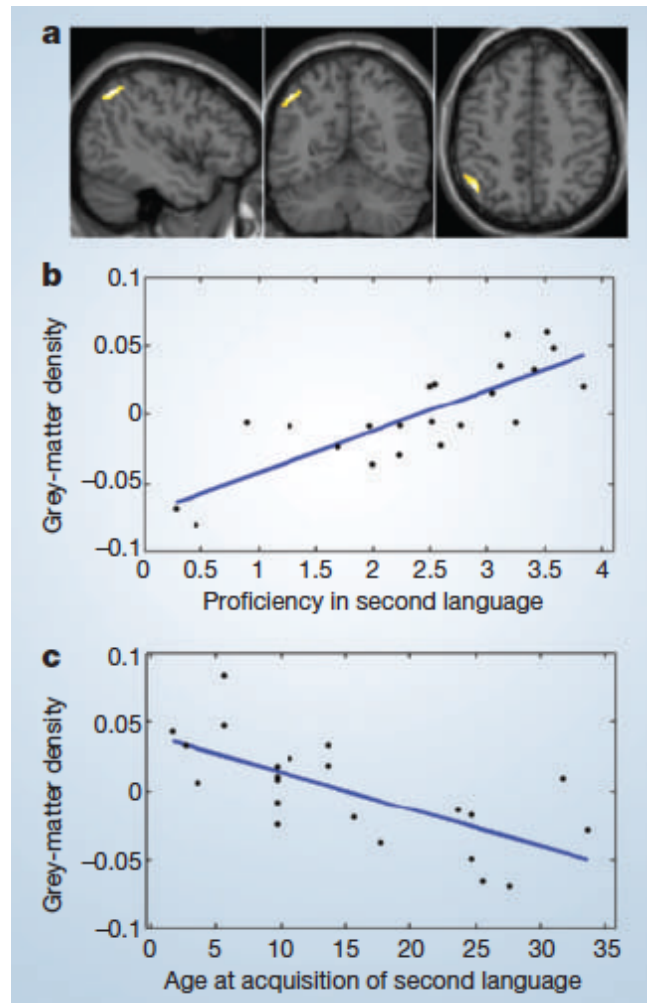 a
b
0.1
0.05
0
–0.05
–0.1
Grey-matter density
0 0.5 1 1.5 2 2.5 3 3.5 4
Proficiency in second language
c
0.1
0.05
0
–0.05
–0.1
Grey-matter density
0 5 10 15 20 25 30 35
Age at acquisition of second language